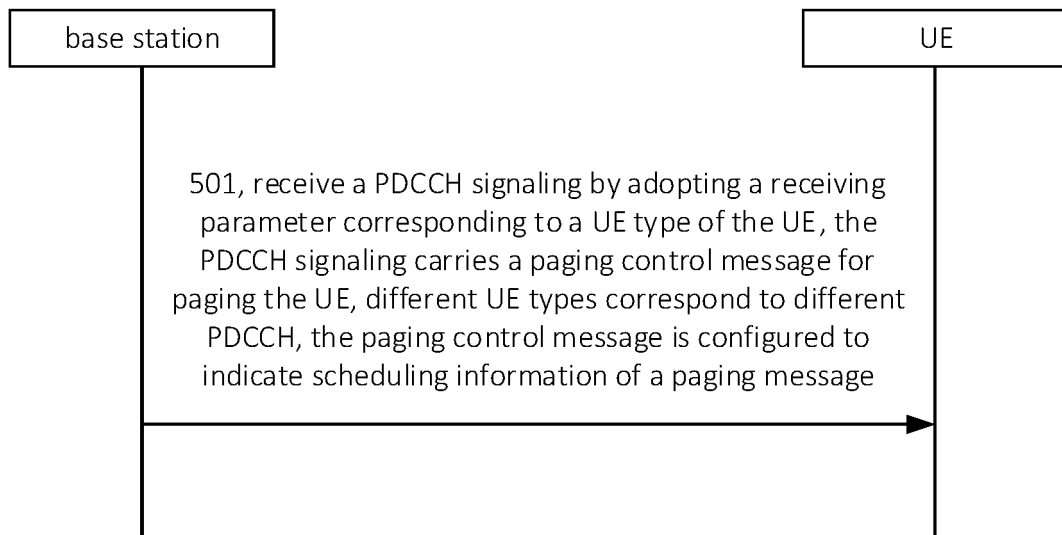 base station
UE
501, receive a PDCCH signaling by adopting a receiving
parameter corresponding to a UE type of the UE, the
PDCCH signaling carries a paging control message for
paging the UE, different UE types correspond to different
PDCCH, the paging control message is configured to
indicate scheduling information of a paging message